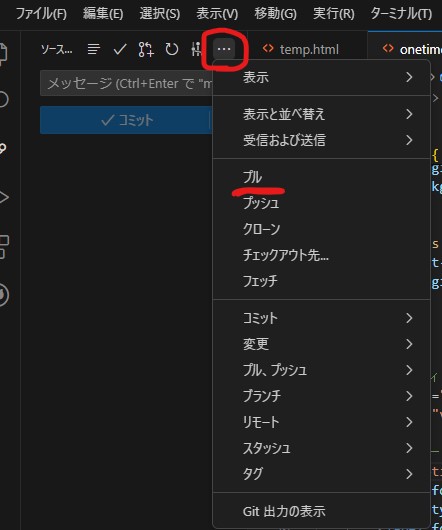 ファイル(F) 編集(E) 選択(S) 表示(V) 移動(G) 実行(R) ターミナル(T)
ソース... ... <> temp.html <> onetime
メッセージ (Ctrl+Enter で "m
コミット
表示
表示と並べ替え
受信および送信
プル
プッシュ
クローン
チェックアウト先...
フェッチ
コミット
変更
プル、プッシュ
ブランチ
リモート
スタッシュ
タグ
Git 出力の表示